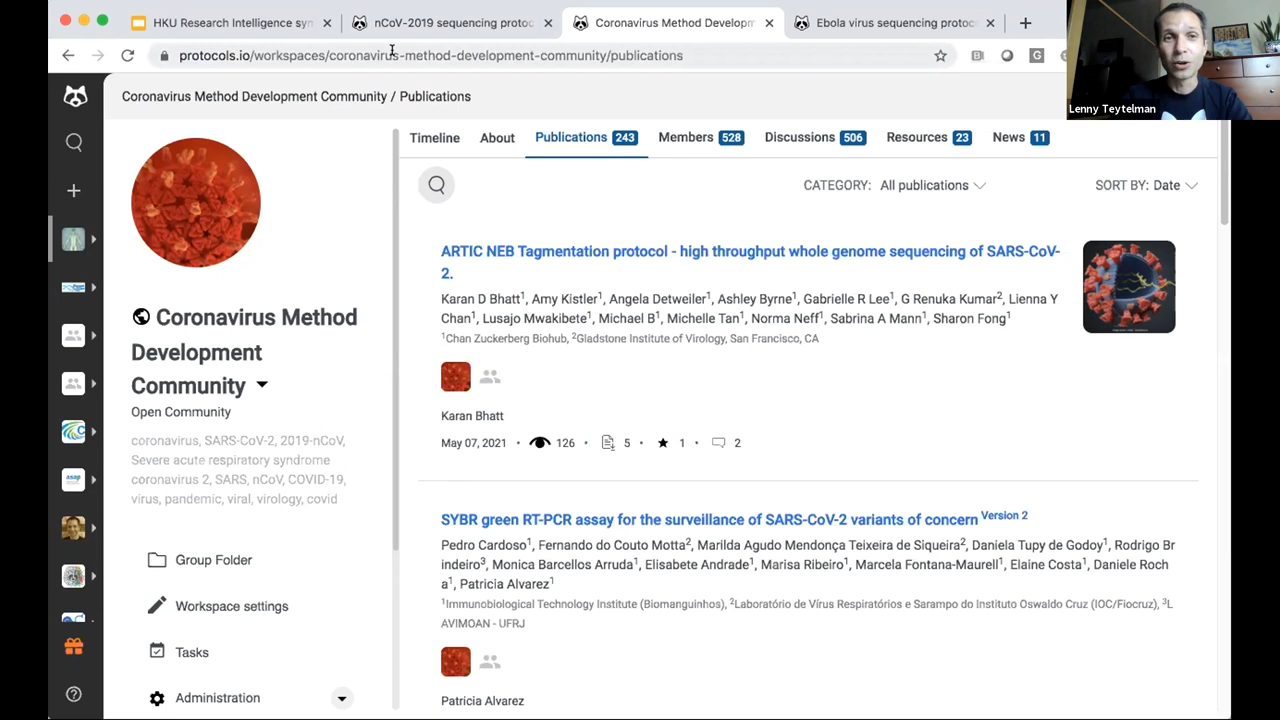 HKU Research Intelligence sym
nCoV-2019 sequencing protoc
Coronavirus Method Developm
Ebola virus sequencing protoc
protocols.io/workspaces/coronavirus-method-development-community/publications
Lenny Teytelman
Coronavirus Method Development Community / Publications
Timeline About Publications 243 Members 528 Discussions 506 Resources 23 News 11
CATEGORY: All publications SORT BY: Date
Coronavirus Method
Development
Community
Open Community
coronavirus, SARS-CoV-2, 2019-nCoV,
Severe acute respiratory syndrome
coronavirus 2, SARS, nCoV, COVID-19,
virus, pandemic, viral, virology, covid
Group Folder
Workspace settings
Tasks
Administration
ARTIC NEB Tagmentation protocol - high throughput whole genome sequencing of SARS-CoV-
2.
Karan D Bhatt1, Amy Kistler1, Angela Detweiler1, Ashley Byrne1, Gabrielle R Lee1, G Renuka Kumar2, Lienna Y
Chan1, Lusajo Mwakibete1, Michael B1, Michelle Tan1, Norma Neff1, Sabrina A Mann1, Sharon Fong1
1Chan Zuckerberg Biohub, 2Gladstone Institute of Virology, San Francisco, CA
Karan Bhatt
May 07, 2021 • 126 • 5 • 1 • 2
SYBR green RT-PCR assay for the surveillance of SARS-CoV-2 variants of concern Version 2
Pedro Cardoso1, Fernando do Couto Motta2, Marilda Agudo Mendonça Teixeira de Siqueira2, Daniela Tupy de Godoy1, Rodrigo Br
indeiro3, Monica Barcellos Arruda1, Elisabete Andrade1, Marisa Ribeiro1, Marcela Fontana-Maurell1, Elaine Costa1, Daniele Roch
a1, Patricia Alvarez1
1Immunobiological Technology Institute (Biomanguinhos), 2Laboratório de Vírus Respiratórios e Sarampo do Instituto Oswaldo Cruz (IOC/Fiocruz), 3L
AVIMOAN - UFRJ
Patricia Alvarez